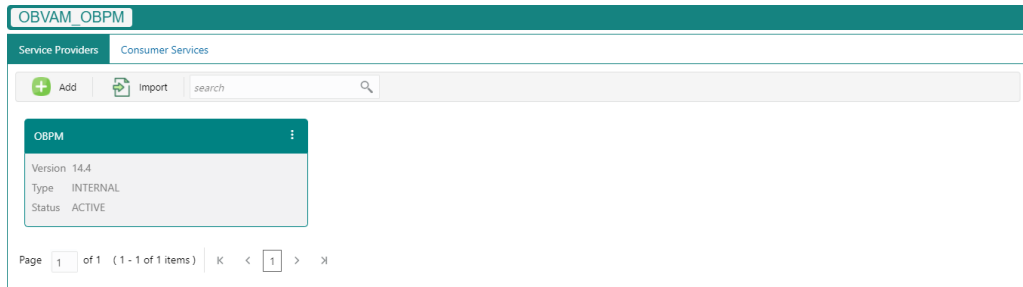 OBVAM_OBPM
Service Providers Consumer Services
Add Import search
OBPM
Version 14.4
Type INTERNAL
Status ACTIVE
Page 1 of 1 ( 1 - 1 of 1 items ) 1